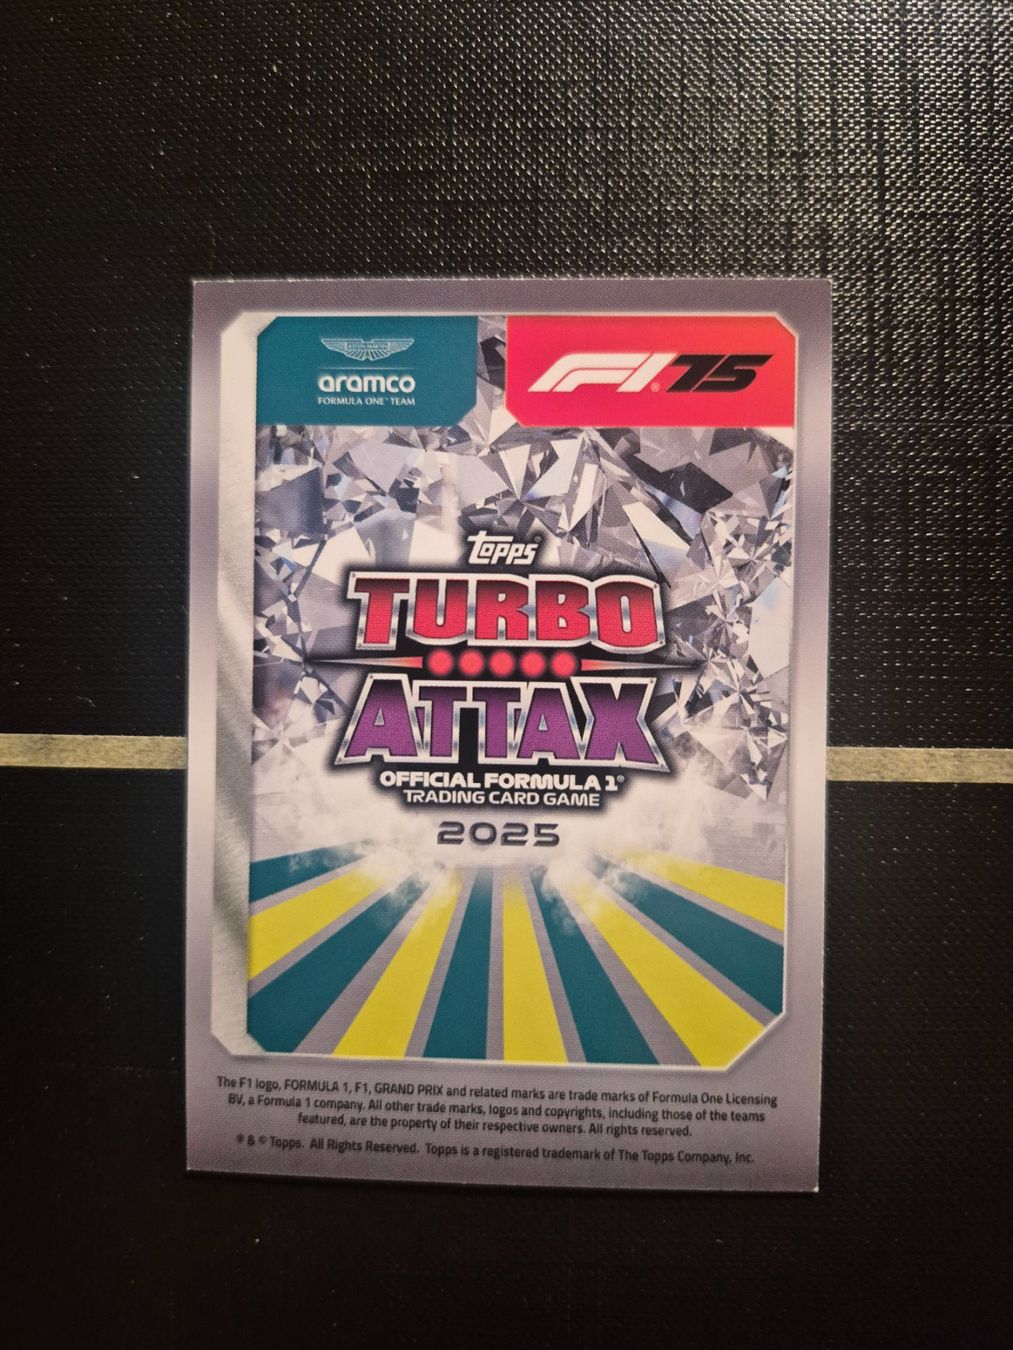 ASTON MARTIN
aramco
FORMULA ONE™ TEAM
F1® 75
Topps
TURBO
ATTAX
OFFICIAL FORMULA 1®
TRADING CARD GAME
2025
The F1 logo, FORMULA 1, F1, GRAND PRIX and related marks are trade marks of Formula One Licensing
BV, a Formula 1 company. All other trade marks, logos and copyrights, including those of the teams
featured, are the property of their respective owners. All rights reserved.
® & © Topps. All Rights Reserved. Topps is a registered trademark of The Topps Company, Inc.